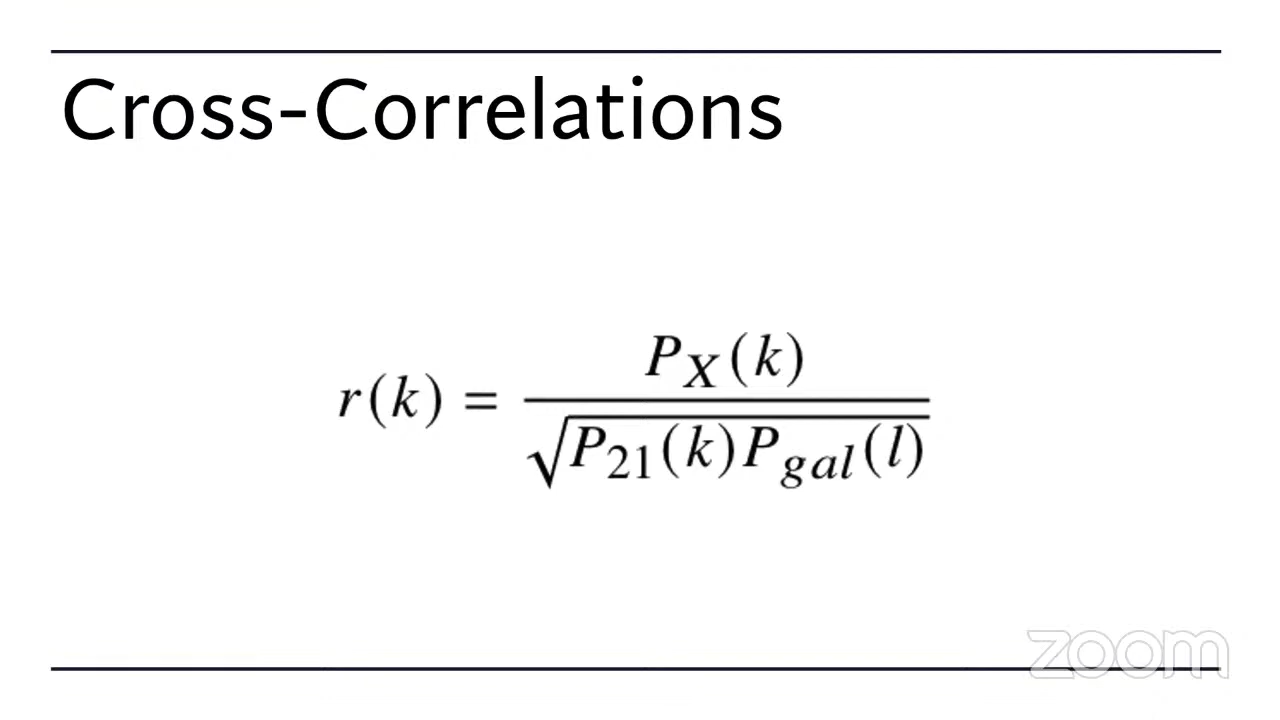 Cross-Correlations
r(k) = P_X(k) / √(P_21(k)P_gal(l))
zoom